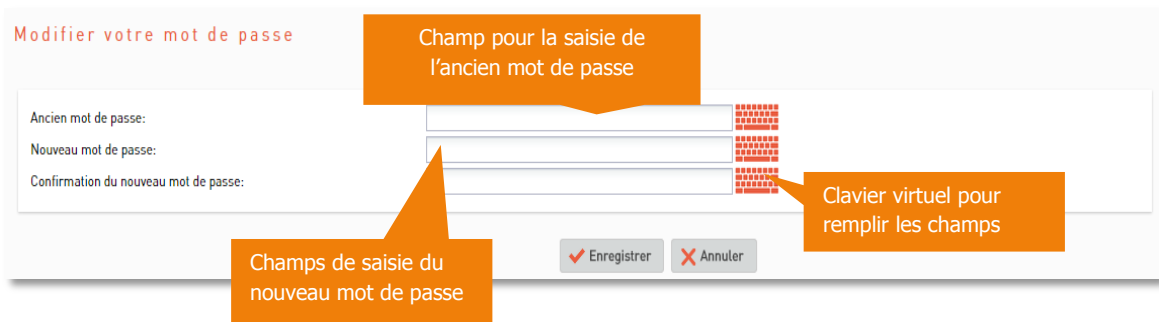 Modifier votre mot de passe
Champ pour la saisie de
l’ancien mot de passe
Ancien mot de passe:
Nouveau mot de passe:
Confirmation du nouveau mot de passe:
Clavier virtuel pour
remplir les champs
Champs de saisie du
nouveau mot de passe
Enregistrer
Annuler